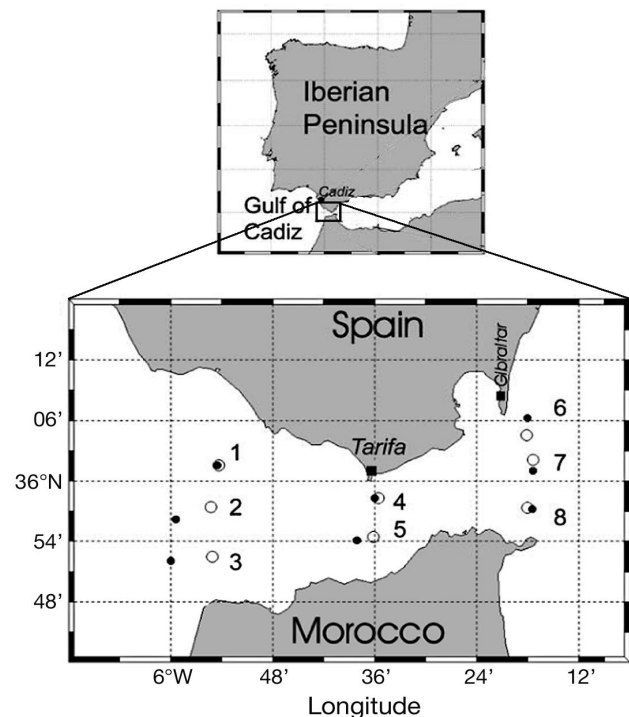 Iberian
Peninsula
Cadiz
Gulf of
Cadiz
Spain
Gibraltar
12'
06'
6
1
Tarifa
7
36°N
2
4
8
54'
5
3
48'
Morocco
6°W
48'
36'
24'
12'
Longitude